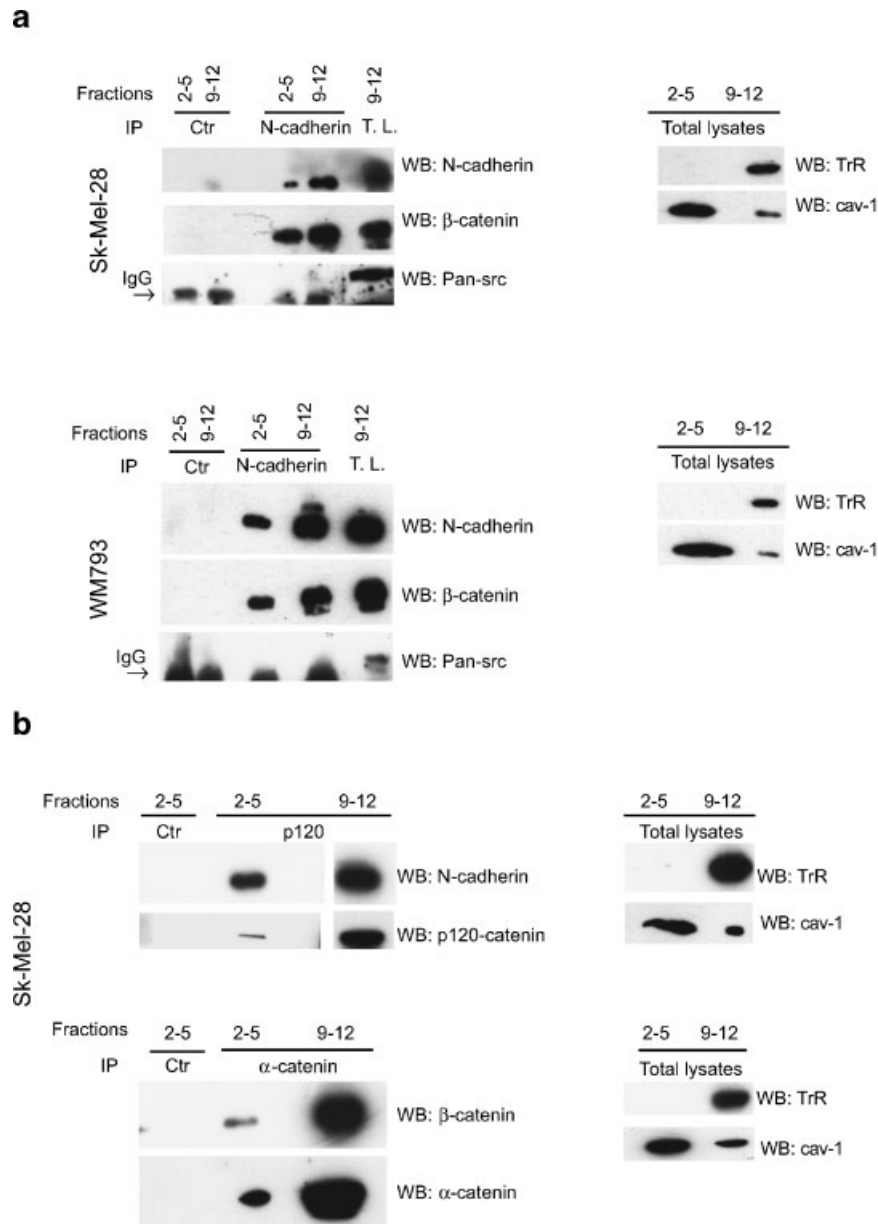 a
Fractions 2-5 9-12 2-5 9-12 9-12
IP Ctr N-cadherin T. L.
Sk-Mel-28
WB: N-cadherin
WB: β-catenin
IgG → WB: Pan-src
2-5 9-12
Total lysates
WB: TrR
WB: cav-1
Fractions 2-5 9-12 2-5 9-12 9-12
IP Ctr N-cadherin T. L.
WM793
WB: N-cadherin
WB: β-catenin
IgG → WB: Pan-src
2-5 9-12
Total lysates
WB: TrR
WB: cav-1
b
Sk-Mel-28
Fractions 2-5 2-5 9-12
IP Ctr p120
WB: N-cadherin
WB: p120-catenin
2-5 9-12
Total lysates
WB: TrR
WB: cav-1
Fractions 2-5 2-5 9-12
IP Ctr α-catenin
WB: β-catenin
WB: α-catenin
2-5 9-12
Total lysates
WB: TrR
WB: cav-1